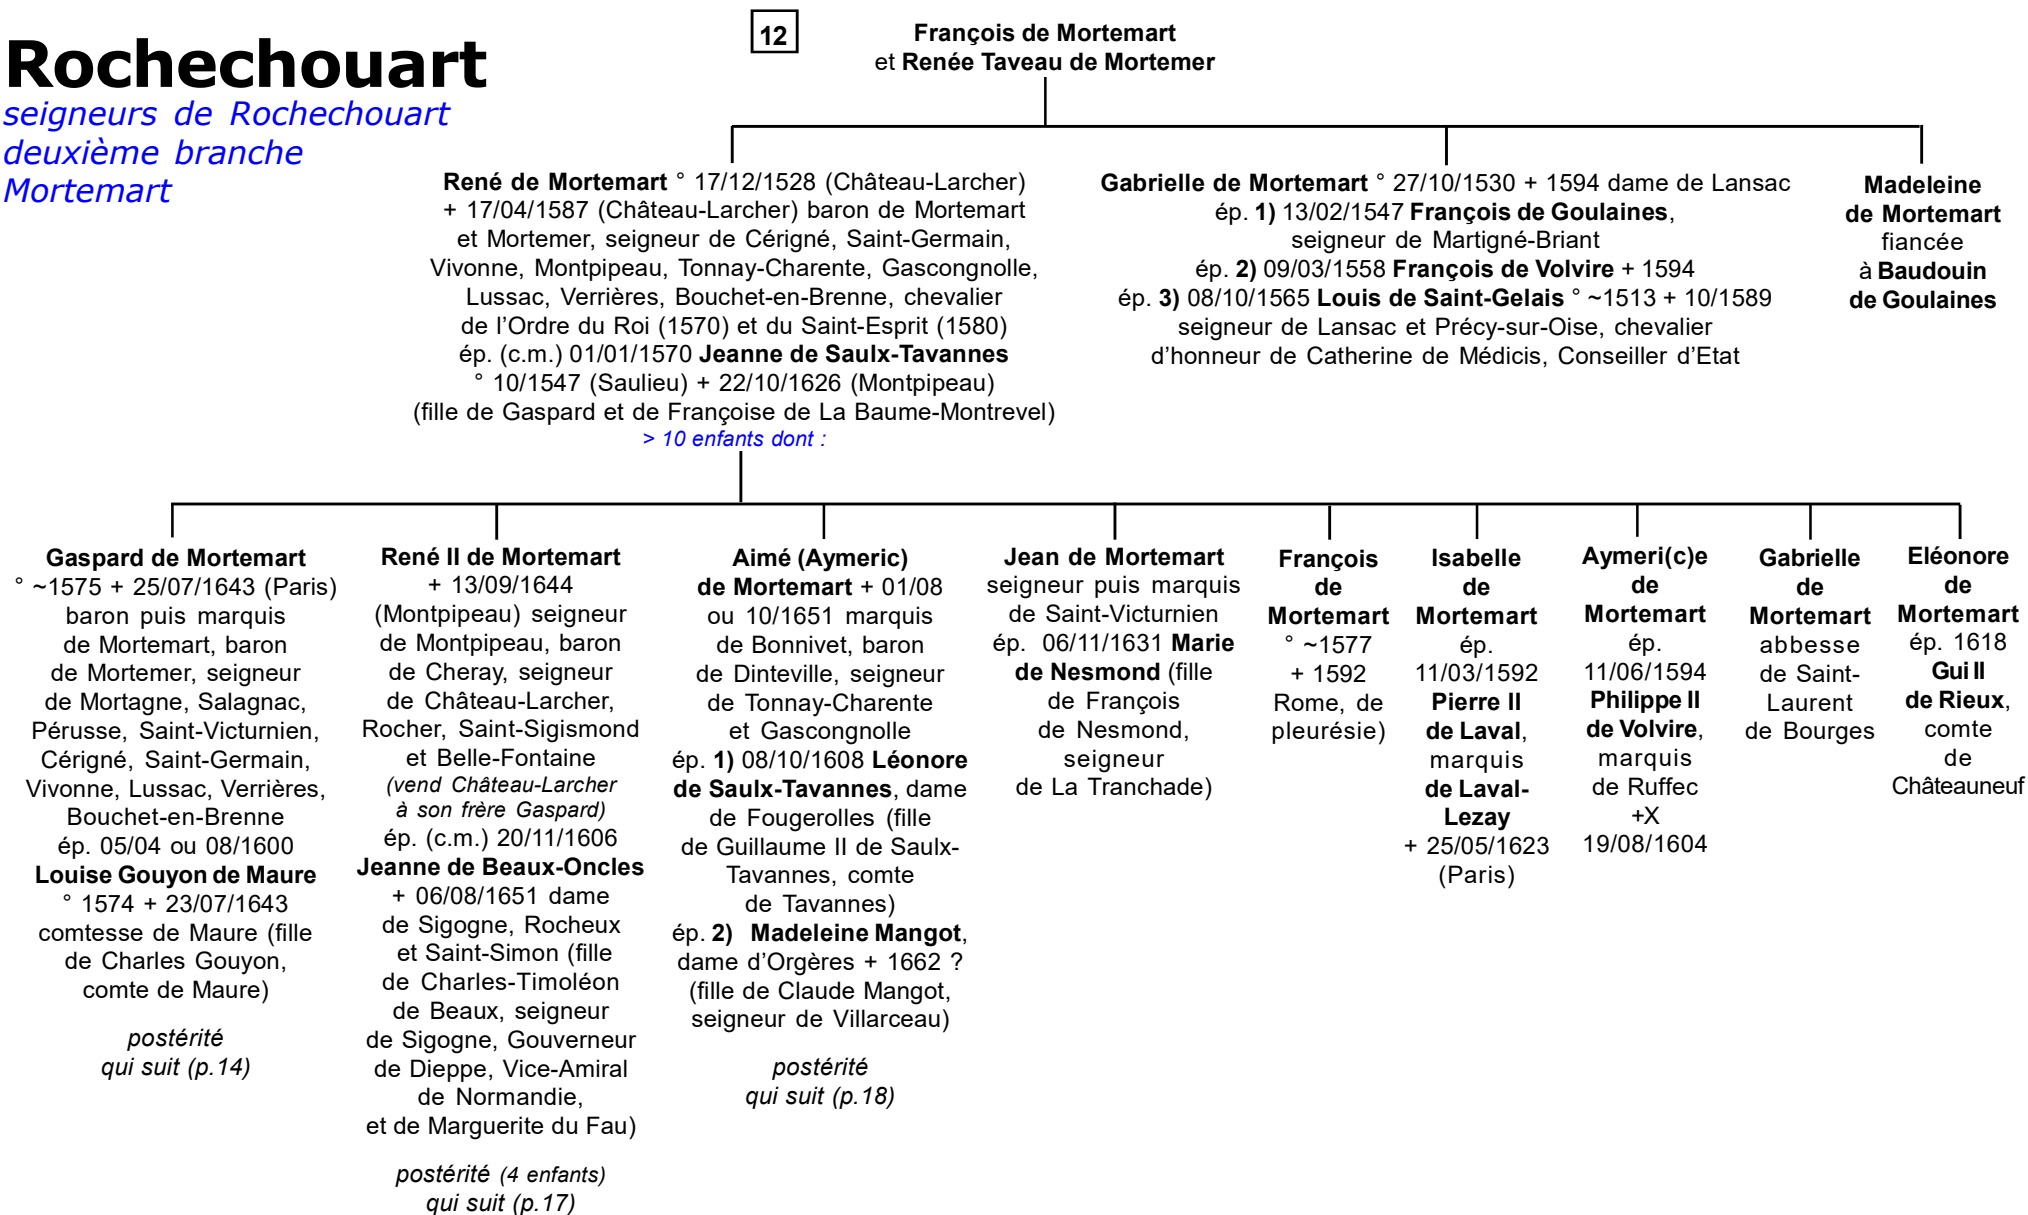 Rochechouart
seigneurs de Rochechouart
deuxième branche
Mortemart
12
François de Mortemart
et Renée Taveau de Mortemer
René de Mortemart ° 17/12/1528 (Château-Larcher)
+ 17/04/1587 (Château-Larcher) baron de Mortemart
et Mortemer, seigneur de Cérigné, Saint-Germain,
Vivonne, Montpipeau, Tonnay-Charente, Gascongnolle,
Lussac, Verrières, Bouchet-en-Brenne, chevalier
de l’Ordre du Roi (1570) et du Saint-Esprit (1580)
ép. (c.m.) 01/01/1570 Jeanne de Saulx-Tavannes
° 10/1547 (Saulieu) + 22/10/1626 (Montpipeau)
(fille de Gaspard et de Françoise de La Baume-Montrevel)
> 10 enfants dont :
Gabrielle de Mortemart ° 27/10/1530 + 1594 dame de Lansac
ép. 1) 13/02/1547 François de Goulaines,
seigneur de Martigné-Briant
ép. 2) 09/03/1558 François de Volvire + 1594
ép. 3) 08/10/1565 Louis de Saint-Gelais ° ~1513 + 10/1589
seigneur de Lansac et Précy-sur-Oise, chevalier
d’honneur de Catherine de Médicis, Conseiller d’Etat
Madeleine
de Mortemart
fiancée
à Baudouin
de Goulaines
Gaspard de Mortemart
° ~1575 + 25/07/1643 (Paris)
baron puis marquis
de Mortemart, baron
de Mortemer, seigneur
de Mortagne, Salagnac,
Pérusse, Saint-Victurnien,
Cérigné, Saint-Germain,
Vivonne, Lussac, Verrières,
Bouchet-en-Brenne
ép. 05/04 ou 08/1600
Louise Gouyon de Maure
° 1574 + 23/07/1643
comtesse de Maure (fille
de Charles Gouyon,
comte de Maure)
postérité
qui suit (p.14)
René II de Mortemart
+ 13/09/1644
(Montpipeau) seigneur
de Montpipeau, baron
de Cheray, seigneur
de Château-Larcher,
Rocher, Saint-Sigismond
et Belle-Fontaine
(vend Château-Larcher
à son frère Gaspard)
ép. (c.m.) 20/11/1606
Jeanne de Beaux-Oncles
+ 06/08/1651 dame
de Sigogne, Rocheux
et Saint-Simon (fille
de Charles-Timoléon
de Beaux, seigneur
de Sigogne, Gouverneur
de Dieppe, Vice-Amiral
de Normandie,
et de Marguerite du Fau)
postérité (4 enfants)
qui suit (p.17)
Aimé (Aymeric)
de Mortemart + 01/08
ou 10/1651 marquis
de Bonnivet, baron
de Dinteville, seigneur
de Tonnay-Charente
et Gascongnolle
ép. 1) 08/10/1608 Léonore
de Saulx-Tavannes, dame
de Fougerolles (fille
de Guillaume II de Saulx-
Tavannes, comte
de Tavannes)
ép. 2) Madeleine Mangot,
dame d’Orgères + 1662 ?
(fille de Claude Mangot,
seigneur de Villarceau)
postérité
qui suit (p.18)
Jean de Mortemart
seigneur puis marquis
de Saint-Victurnien
ép. 06/11/1631 Marie
de Nesmond (fille
de François
de Nesmond,
seigneur
de La Tranchade)
François
de
Mortemart
° ~1577
+ 1592
Rome, de
pleurésie)
Isabelle
de
Mortemart
ép.
11/03/1592
Pierre II
de Laval,
marquis
de Laval-
Lezay
+ 25/05/1623
(Paris)
Aymeri(c)e
de
Mortemart
ép.
11/06/1594
Philippe II
de Volvire,
marquis
de Ruffec
+X
19/08/1604
Gabrielle
de
Mortemart
abbesse
de Saint-
Laurent
de Bourges
Eléonore
de
Mortemart
ép. 1618
Gui II
de Rieux,
comte
de
Châteauneuf